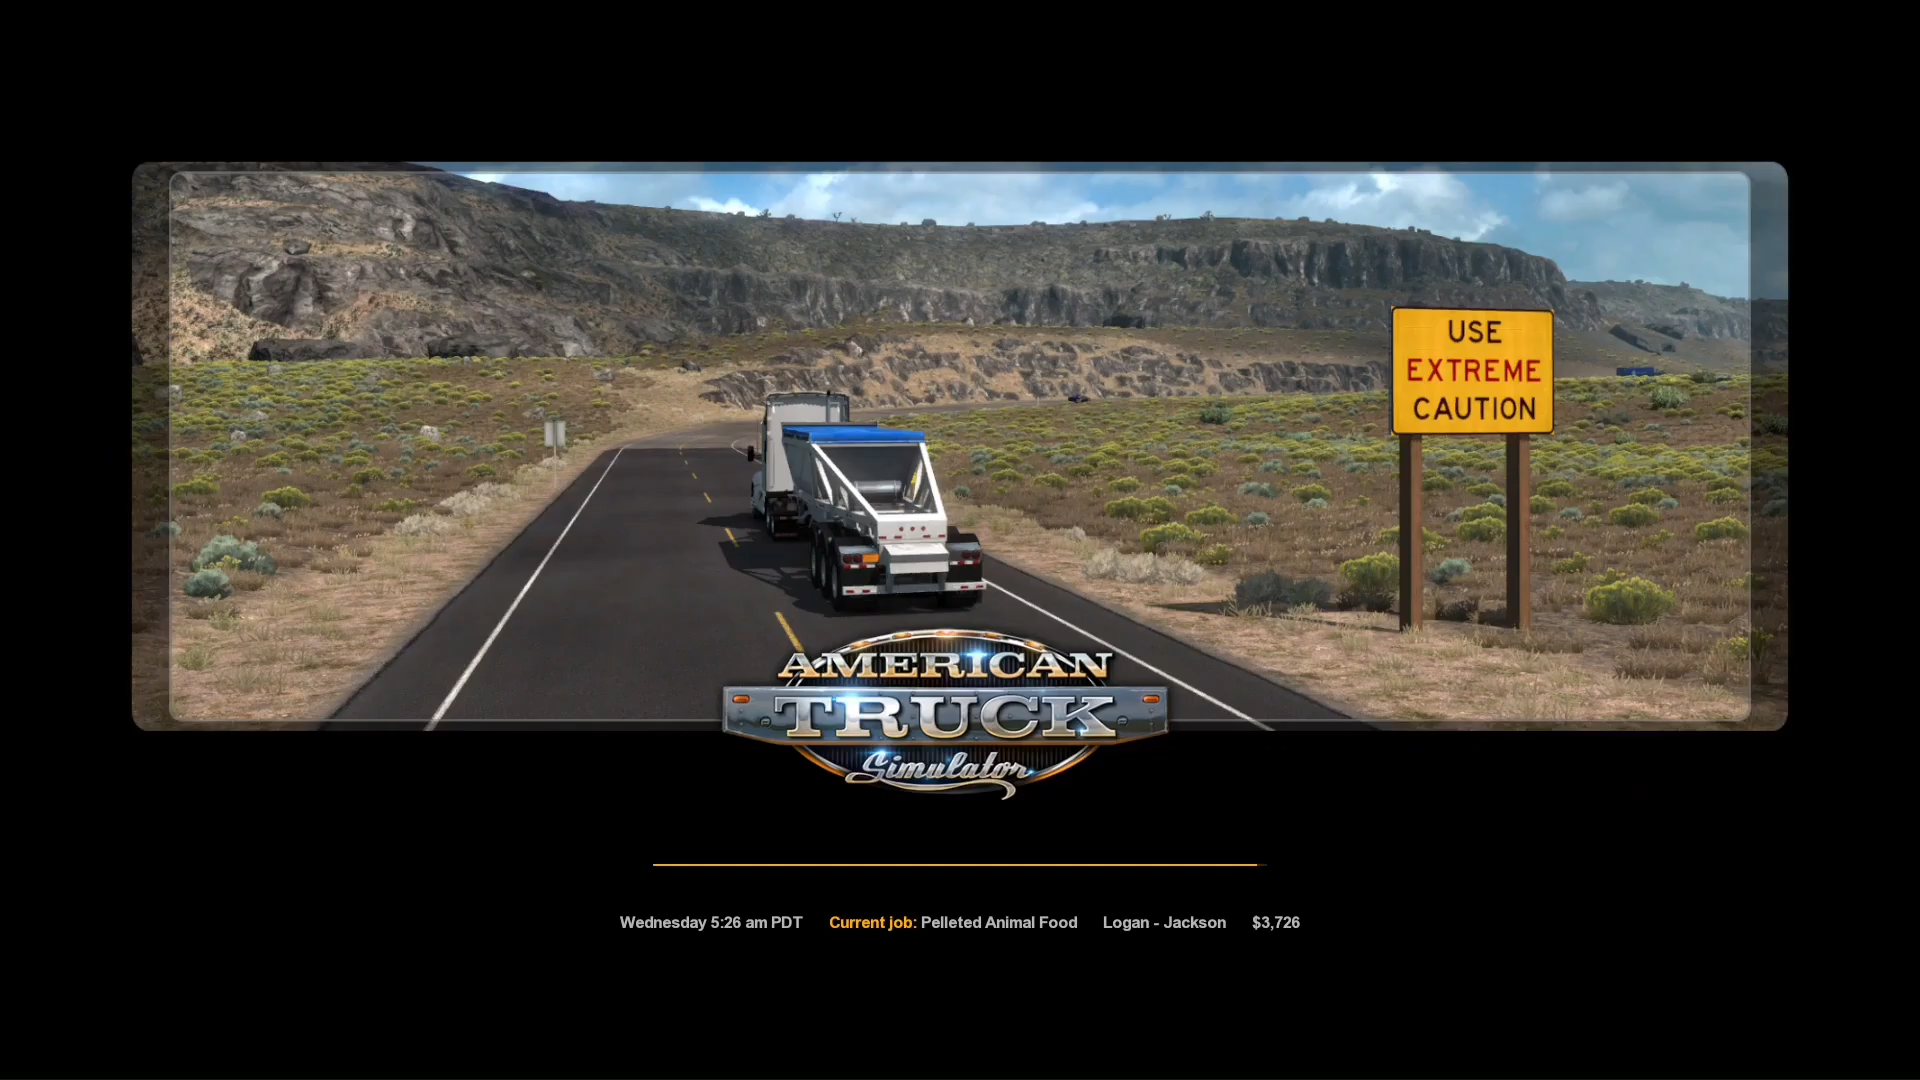 USE
EXTREME
CAUTION
AMERICAN
TRUCK
Simulator
Wednesday 5:26 am PDT Current job: Pelleted Animal Food Logan - Jackson $3,726